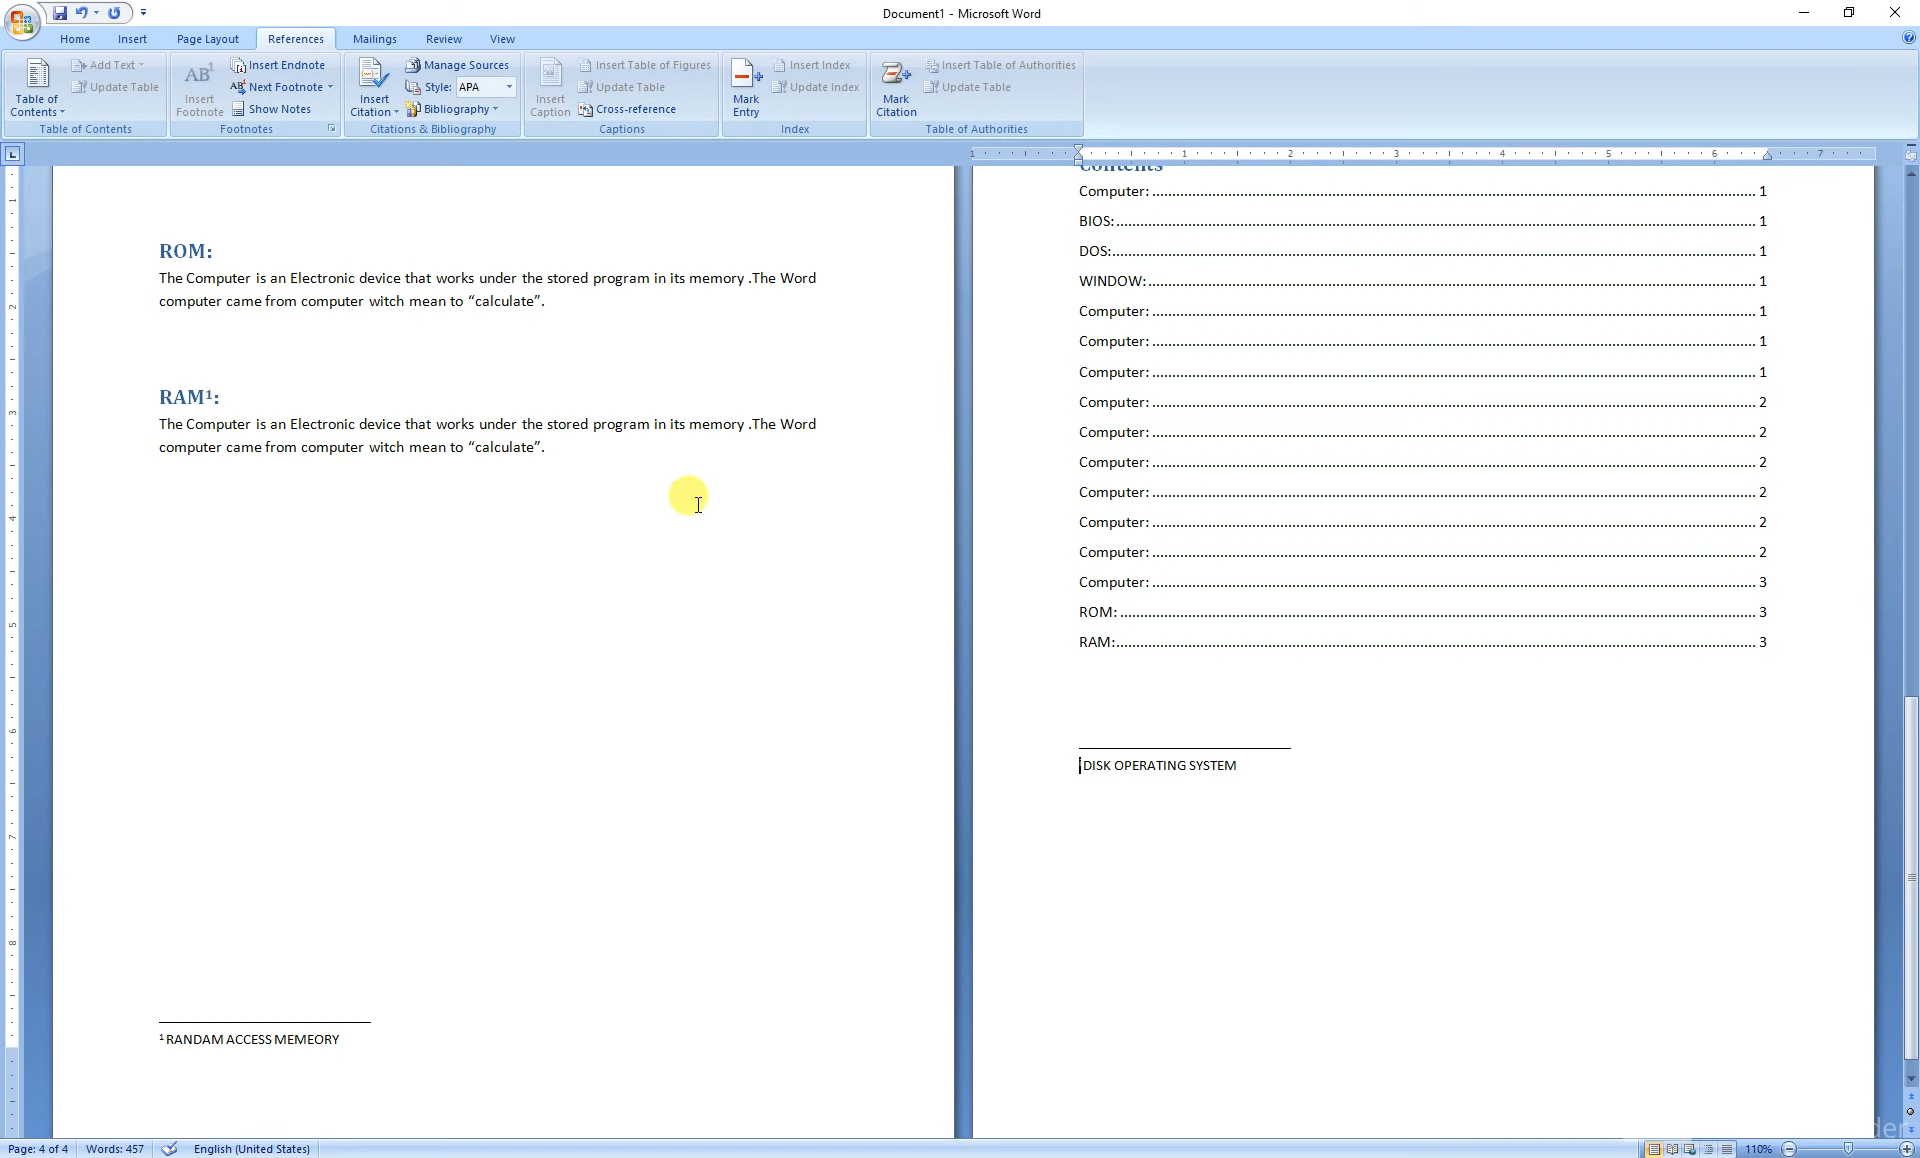 Document1 - Microsoft Word
Home Insert Page Layout References Mailings Review View
Table of Contents
Add Text
Update Table
Table of Contents
AB¹ Insert Footnote
Insert Endnote
AB¹ Next Footnote
Show Notes
Footnotes
Insert Citation
Manage Sources
Style: APA
Bibliography
Citations & Bibliography
Insert Caption
Insert Table of Figures
Update Table
Cross-reference
Captions
Mark Entry
Insert Index
Update Index
Index
Mark Citation
Insert Table of Authorities
Update Table
Table of Authorities
ROM:
The Computer is an Electronic device that works under the stored program in its memory .The Word
computer came from computer witch mean to “calculate”.
RAM¹:
The Computer is an Electronic device that works under the stored program in its memory .The Word
computer came from computer witch mean to “calculate”.
¹ RANDAM ACCESS MEMEORY
Contents
Computer: 1
BIOS: 1
DOS: 1
WINDOW: 1
Computer: 1
Computer: 1
Computer: 1
Computer: 2
Computer: 2
Computer: 2
Computer: 2
Computer: 2
Computer: 2
Computer: 3
ROM: 3
RAM: 3
DISK OPERATING SYSTEM
Page: 4 of 4 Words: 457 English (United States) 110%